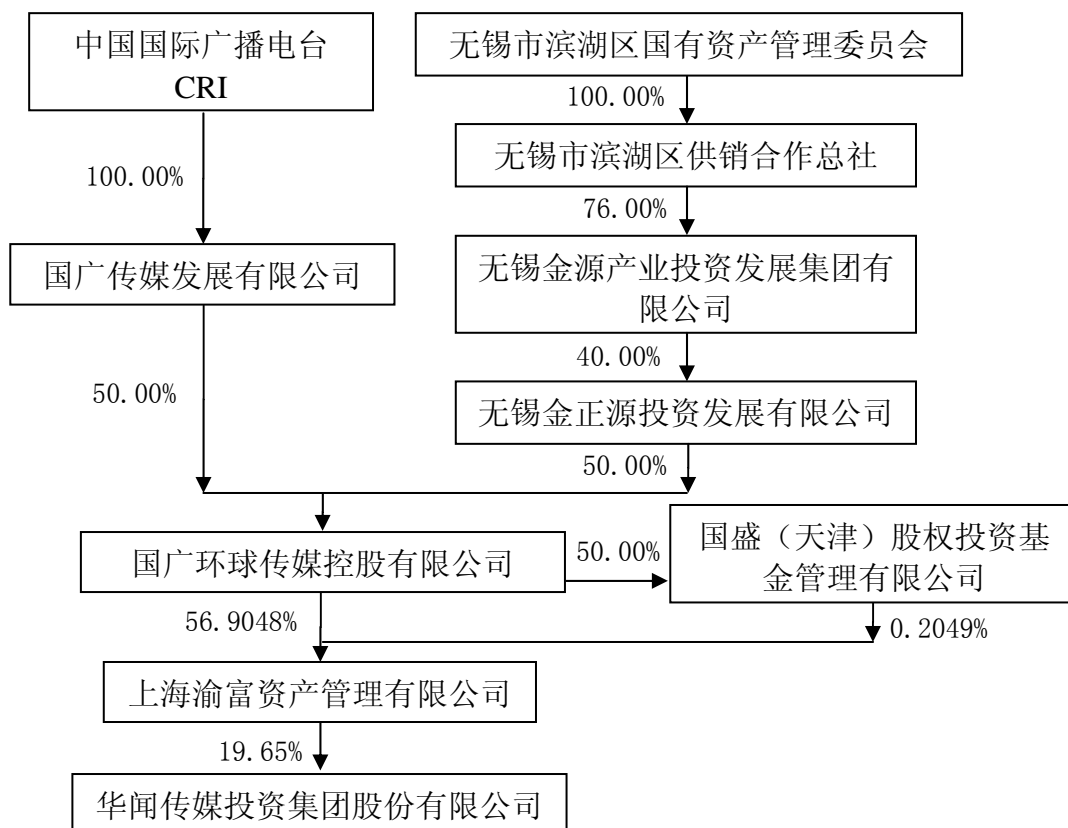 中国国际广播电台
CRI
无锡市滨湖区国有资产管理委员会
100.00%
无锡市滨湖区供销合作总社
100.00%
76.00%
国广传媒发展有限公司
无锡金源产业投资发展集团有
限公司
40.00%
50.00%
无锡金正源投资发展有限公司
50.00%
国广环球传媒控股有限公司
50.00%
国盛（天津）股权投资基
金管理有限公司
56.9048%
0.2049%
上海渝富资产管理有限公司
19.65%
华闻传媒投资集团股份有限公司